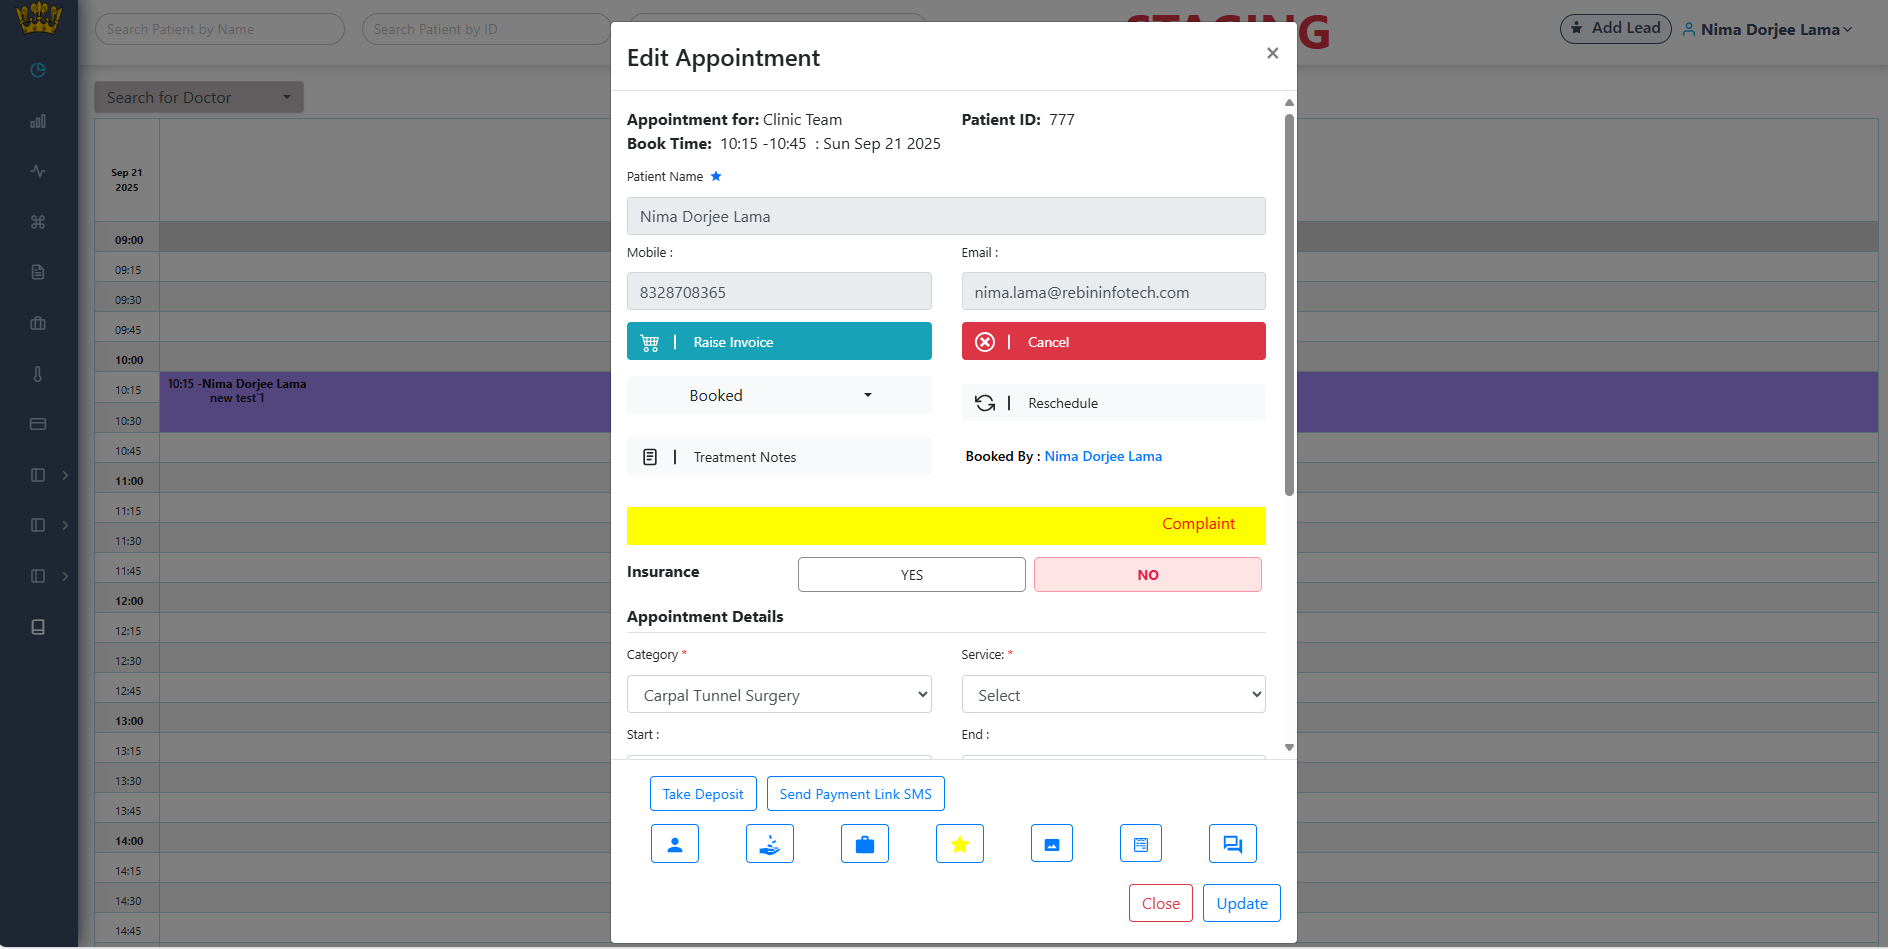 Search Patient by Name
Search Patient by ID
STAGING
Add Lead
Nima Dorjee Lama
Search for Doctor
Sep 21
2025
09:00
09:15
09:30
09:45
10:00
10:15
10:30
10:45
11:00
11:15
11:30
11:45
12:00
12:15
12:30
12:45
13:00
13:15
13:30
13:45
14:00
14:15
14:30
14:45
10:15 -Nima Dorjee Lama
new test`1
Edit Appointment
×
Appointment for: Clinic Team
Patient ID: 777
Book Time: 10:15 -10:45 : Sun Sep 21 2025
Patient Name
Nima Dorjee Lama
Mobile :
Email :
8328708365
nima.lama@rebininfotech.com
| Raise Invoice
| Cancel
Booked
| Reschedule
| Treatment Notes
Booked By : Nima Dorjee Lama
Complaint
Insurance
YES
NO
Appointment Details
Category *
Service: *
Carpal Tunnel Surgery
Select
Start :
End :
Take Deposit
Send Payment Link SMS
Close
Update